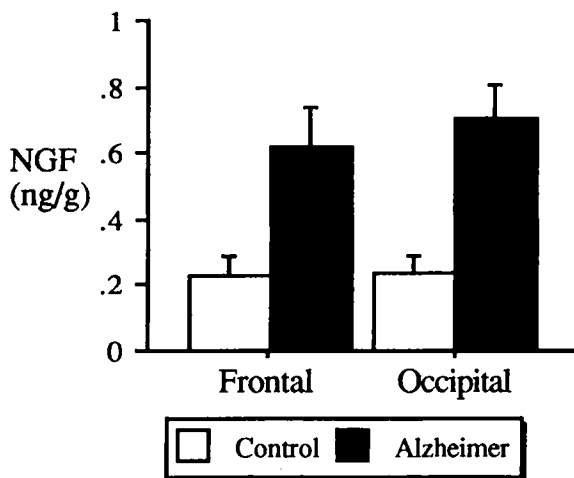 1
.8
NGF
.6
(ng/g)
.4
.2
0
Frontal Occipital
Control Alzheimer